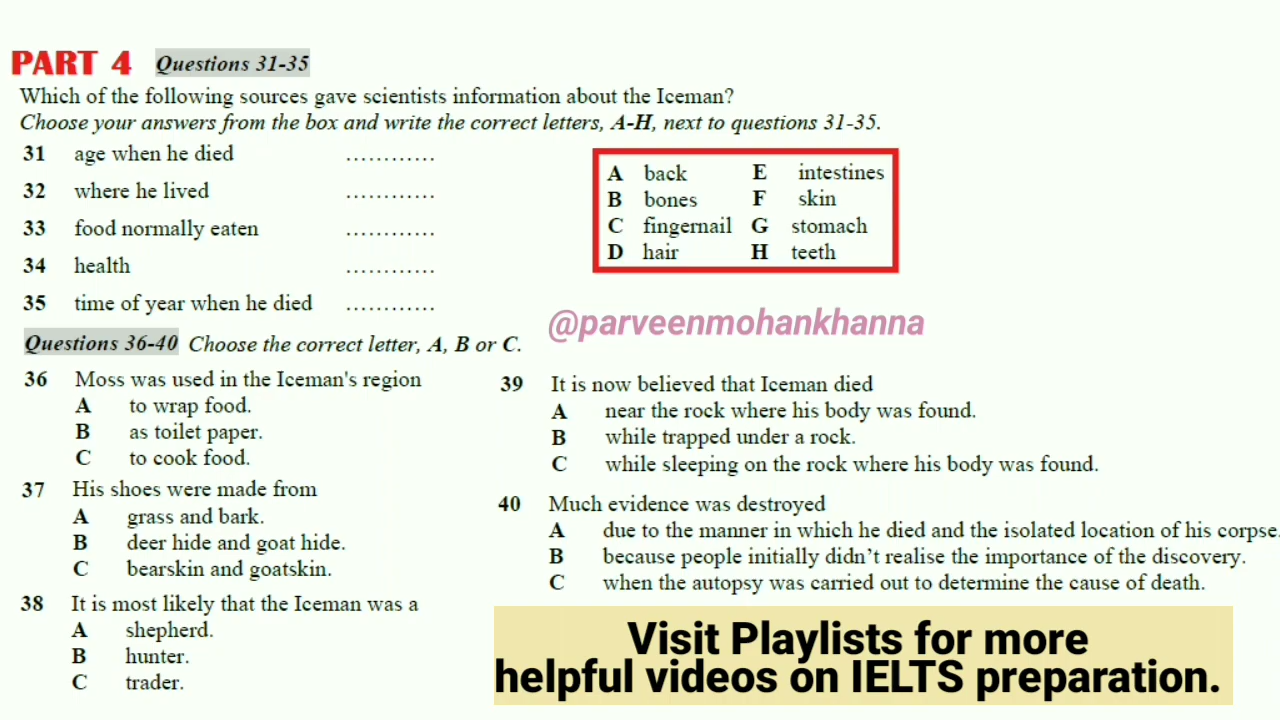 PART 4 Questions 31-35
Which of the following sources gave scientists information about the Iceman?
Choose your answers from the box and write the correct letters, A-H, next to questions 31-35.
31 age when he died ............
32 where he lived ............
33 food normally eaten ............
34 health ............
35 time of year when he died ............
A back E intestines
B bones F skin
C fingernail G stomach
D hair H teeth
@parveenmohankhanna
Questions 36-40 Choose the correct letter, A, B or C.
36 Moss was used in the Iceman's region
A to wrap food.
B as toilet paper.
C to cook food.
37 His shoes were made from
A grass and bark.
B deer hide and goat hide.
C bearskin and goatskin.
38 It is most likely that the Iceman was a
A shepherd.
B hunter.
C trader.
39 It is now believed that Iceman died
A near the rock where his body was found.
B while trapped under a rock.
C while sleeping on the rock where his body was found.
40 Much evidence was destroyed
A due to the manner in which he died and the isolated location of his corpse.
B because people initially didn’t realise the importance of the discovery.
C when the autopsy was carried out to determine the cause of death.
Visit Playlists for more
helpful videos on IELTS preparation.